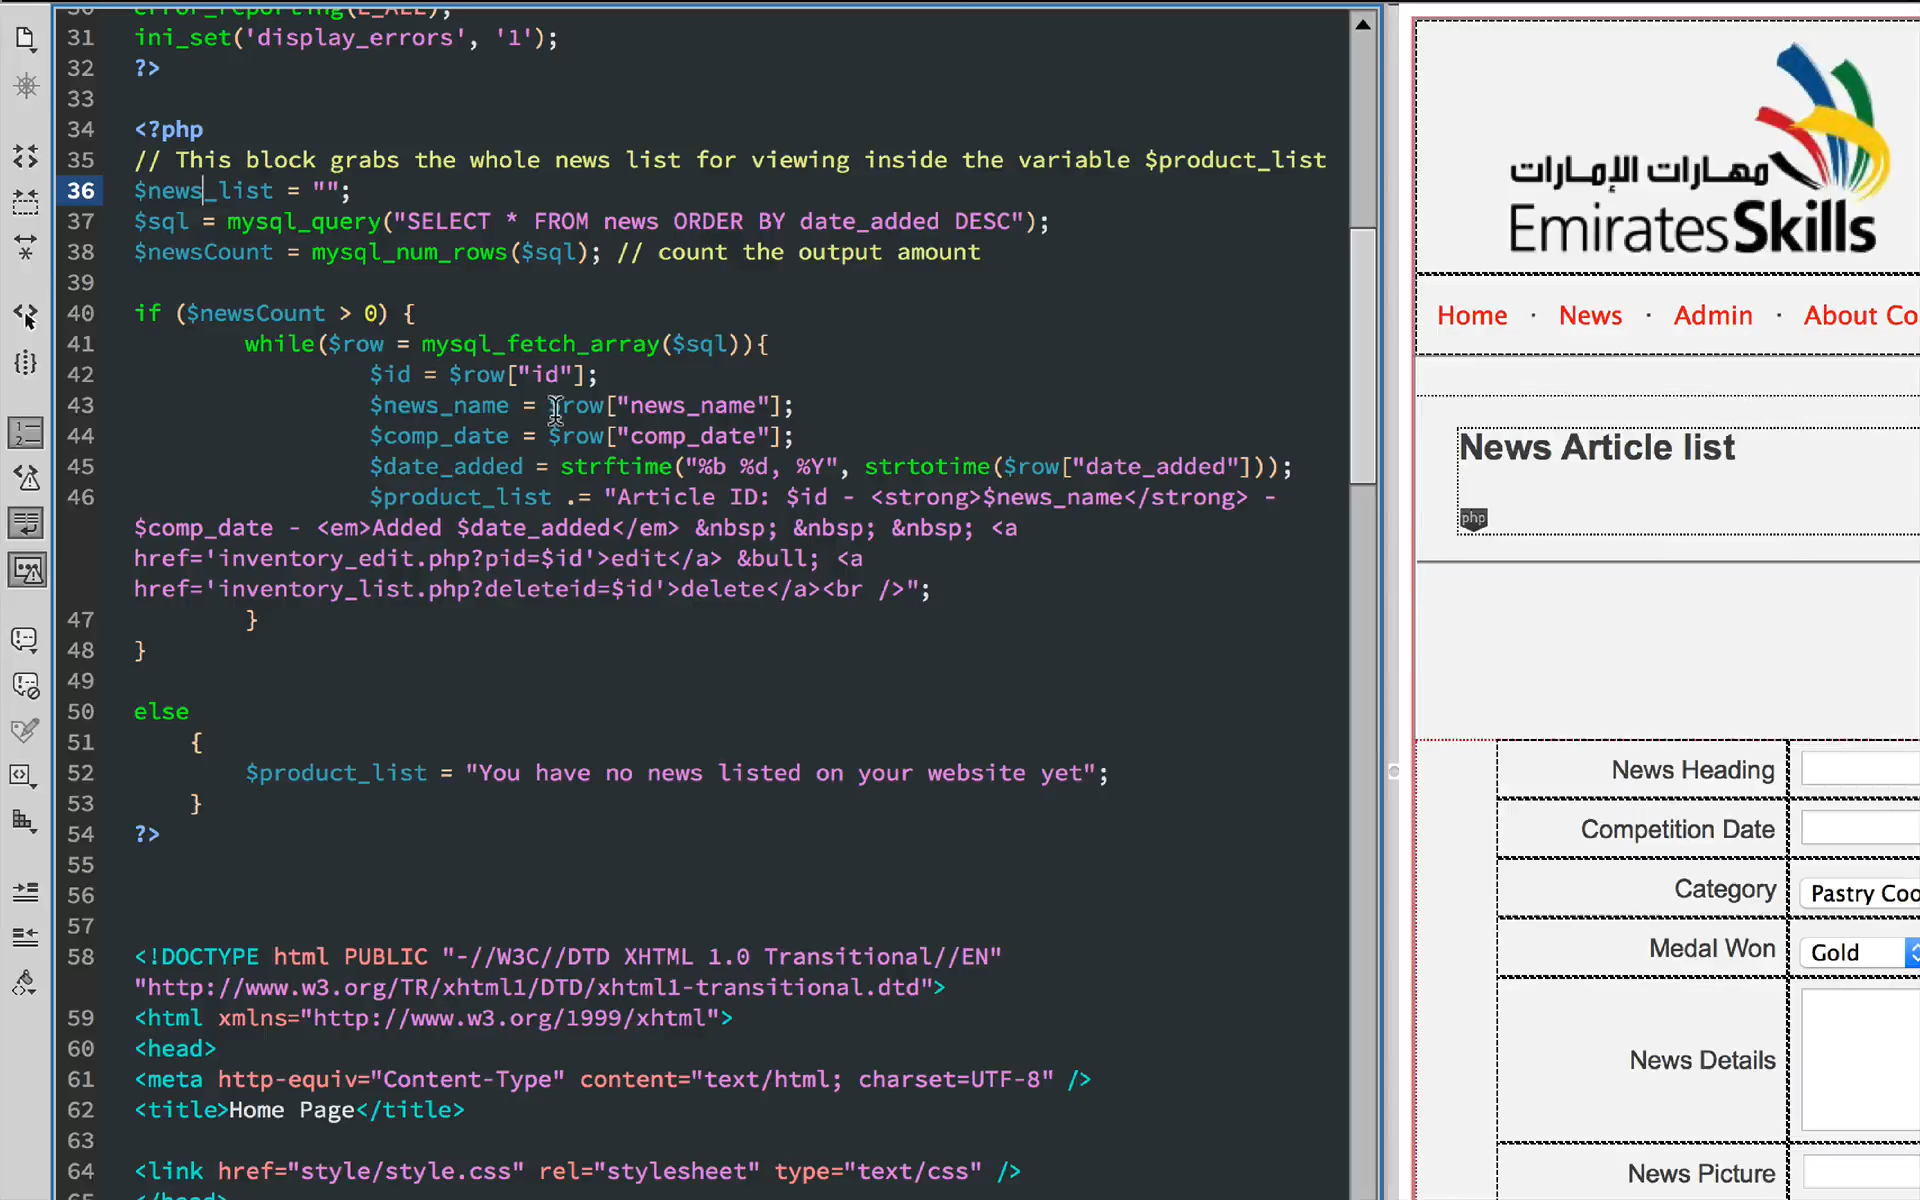 30 error_reporting(E_ALL);
31 ini_set('display_errors', '1');
32 ?>
33
34 <?php
35 // This block grabs the whole news list for viewing inside the variable $product_list
36 $news_list = "";
37 $sql = mysql_query("SELECT * FROM news ORDER BY date_added DESC");
38 $newsCount = mysql_num_rows($sql); // count the output amount
39
40 if ($newsCount > 0) {
41 while($row = mysql_fetch_array($sql)){
42 $id = $row["id"];
43 $news_name = $row["news_name"];
44 $comp_date = $row["comp_date"];
45 $date_added = strftime("%b %d, %Y", strtotime($row["date_added"]));
46 $product_list .= "Article ID: $id - <strong>$news_name</strong> -
$comp_date - <em>Added $date_added</em> &nbsp; &nbsp; &nbsp; <a
href='inventory_edit.php?pid=$id'>edit</a> &bull; <a
href='inventory_list.php?deleteid=$id'>delete</a><br />";
47 }
48 }
49
50 else
51 {
52 $product_list = "You have no news listed on your website yet";
53 }
54 ?>
55
56
57
58 <!DOCTYPE html PUBLIC "-//W3C//DTD XHTML 1.0 Transitional//EN"
"http://www.w3.org/TR/xhtml1/DTD/xhtml1-transitional.dtd">
59 <html xmlns="http://www.w3.org/1999/xhtml">
60 <head>
61 <meta http-equiv="Content-Type" content="text/html; charset=UTF-8" />
62 <title>Home Page</title>
63
64 <link href="style/style.css" rel="stylesheet" type="text/css" />
مهارات الإمارات
EmiratesSkills
Home · News · Admin · About Co
News Article list
php
News Heading
Competition Date
Category Pastry Coo
Medal Won Gold
News Details
News Picture